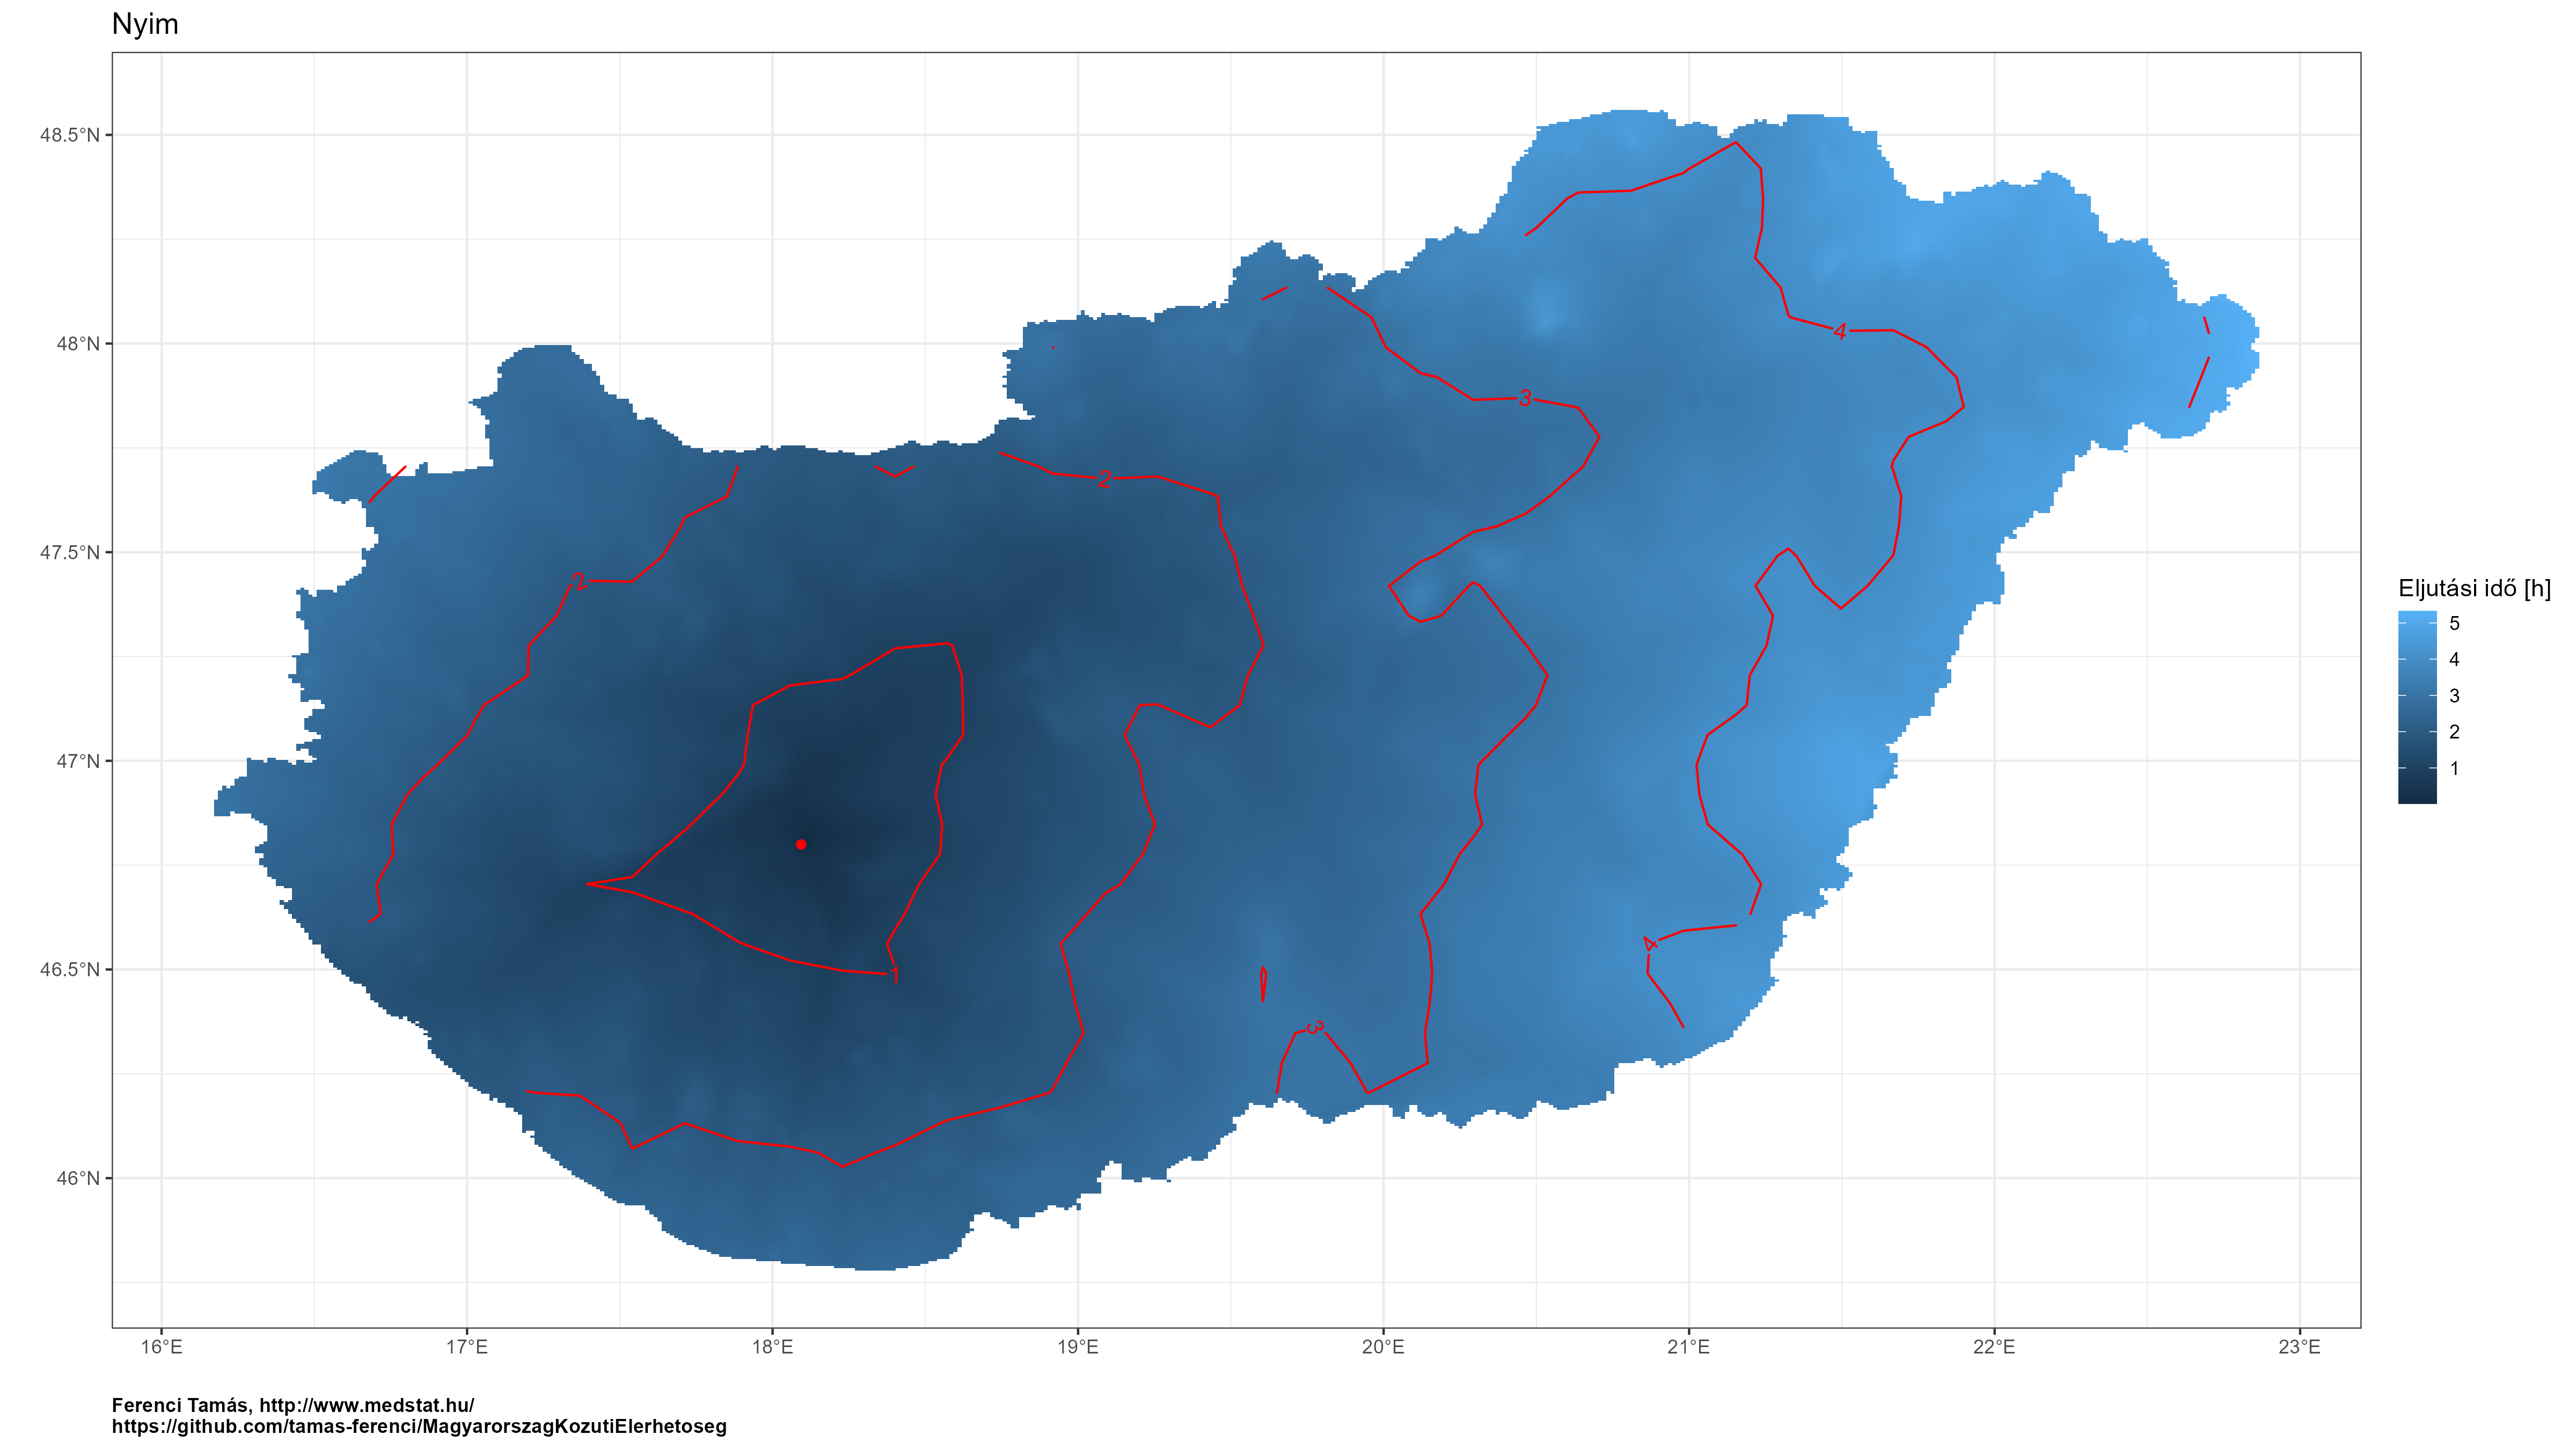 Nyim
48.5°N
48°N
47.5°N
47°N
46.5°N
46°N
16°E
17°E
18°E
19°E
20°E
21°E
22°E
23°E
2
2
3
4
1
3
4
Eljutási idő [h]
5
4
3
2
1
Ferenci Tamás, http://www.medstat.hu/
https://github.com/tamas-ferenci/MagyarorszagKozutiElerhetoseg